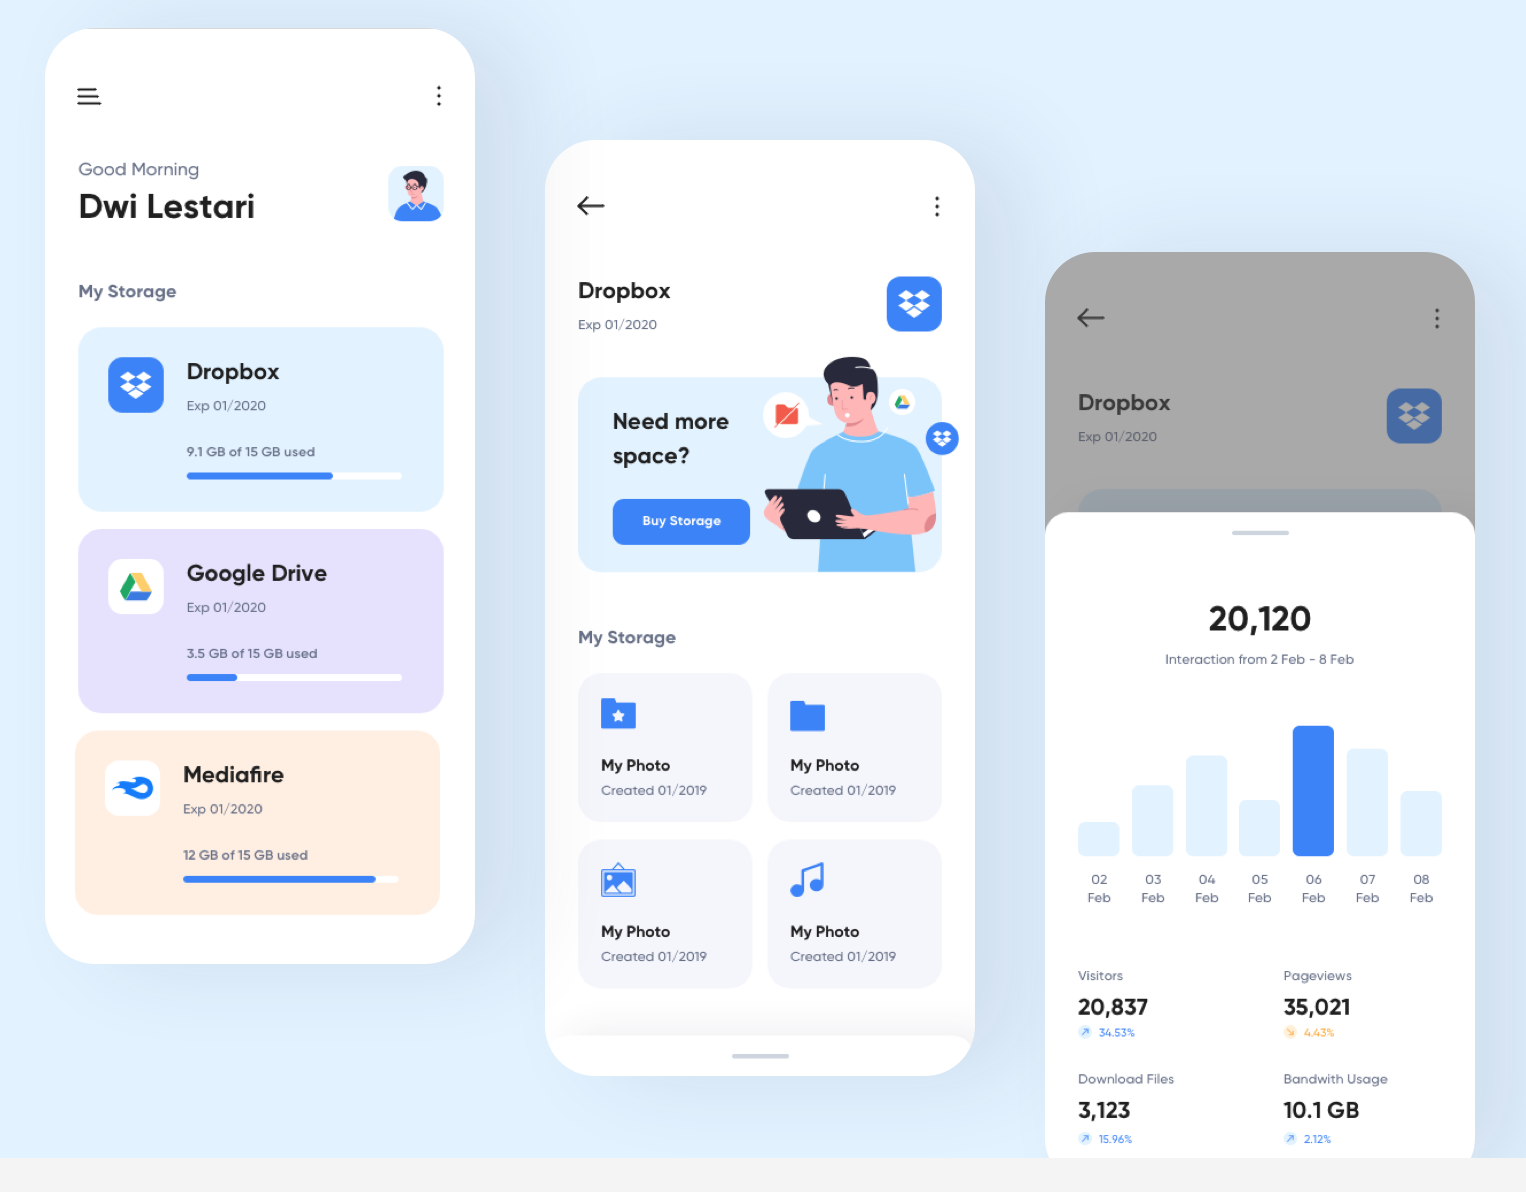 Good Morning
Dwi Lestari
My Storage
Dropbox
Exp 01/2020
9.1 GB of 15 GB used
Google Drive
Exp 01/2020
3.5 GB of 15 GB used
Mediafire
Exp 01/2020
12 GB of 15 GB used
Dropbox
Exp 01/2020
Need more
space?
Buy Storage
My Storage
My Photo
Created 01/2019
My Photo
Created 01/2019
My Photo
Created 01/2019
My Photo
Created 01/2019
Dropbox
Exp 01/2020
20,120
Interaction from 2 Feb - 8 Feb
02 03 04 05 06 07 08
Feb Feb Feb Feb Feb Feb Feb
Visitors
20,837
34.53%
Pageviews
35,021
4.43%
Download Files
3,123
15.96%
Bandwith Usage
10.1 GB
2.12%